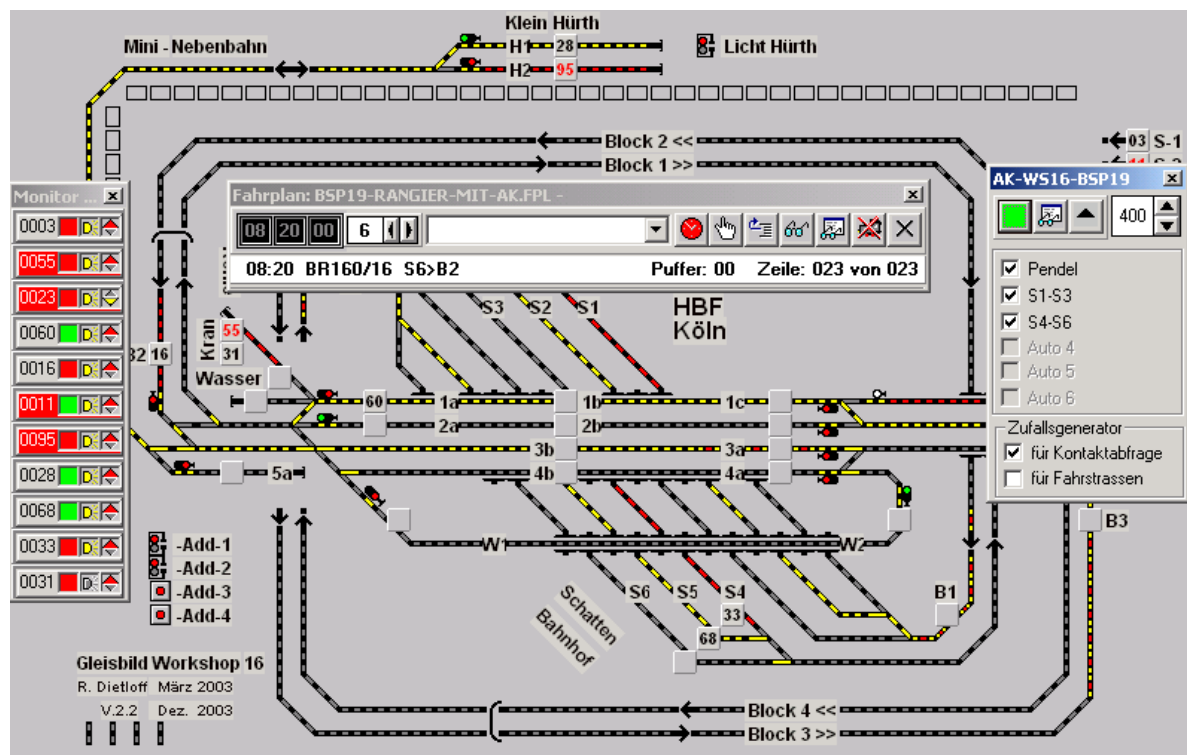 Klein Hürth
Mini - Nebenbahn
H1 28
Licht Hürth
H2 95
Block 2 <<
Block 1 >>
03 S-1
Monitor ...
0003
0055
0023
0060
0016
0011
0095
0028
0068
0033
0031
Fahrplan: BSP19-RANGIER-MIT-AK.FPL -
08 20 00 6
08:20 BR160/16 S6>B2 Puffer: 00 Zeile: 023 von 023
AK-WS16-BSP19
400
Pendel
S1-S3
S4-S6
Auto 4
Auto 5
Auto 6
Zufallsgenerator
für Kontaktabfrage
für Fahrstrassen
S3 S2 S1
HBF
Köln
Kran
55
31
16
Wasser
60 1a 1b 1c
2a 2b
3b 3a
5a 4b 4a
W1 W2
B3
-Add-1
-Add-2
-Add-3
-Add-4
S6 S5 S4
B1
33
68
Schatten
Bahnhof
Gleisbild Workshop 16
R. Dietloff März 2003
V.2.2 Dez. 2003
Block 4 <<
Block 3 >>